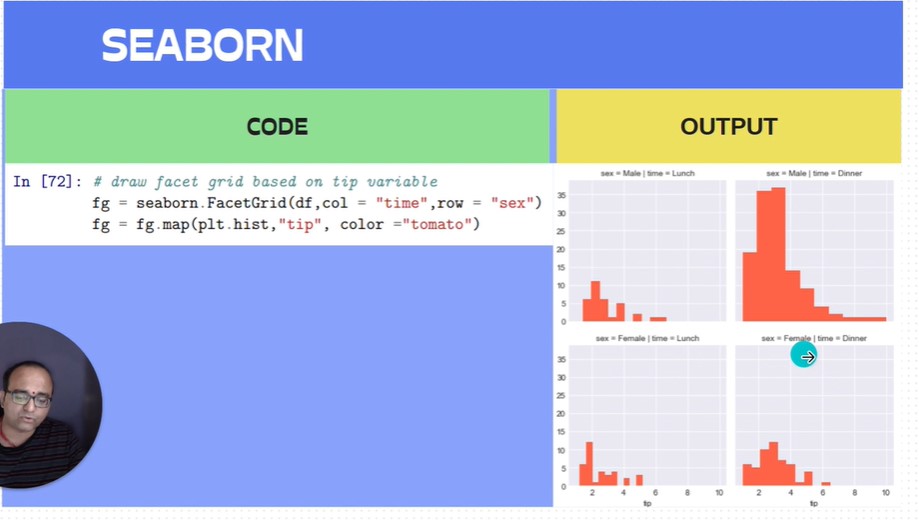 SEABORN
CODE
OUTPUT
In [72]: # draw facet grid based on tip variable
fg = seaborn.FacetGrid(df,col = "time",row = "sex")
fg = fg.map(plt.hist,"tip", color ="tomato")
sex = Male | time = Lunch
sex = Male | time = Dinner
35
30
25
20
15
10
5
0
sex = Female | time = Lunch
sex = Female | time = Dinner
35
30
25
20
15
10
5
0
2 4 6 8 10
2 4 6 8 10
tip
tip